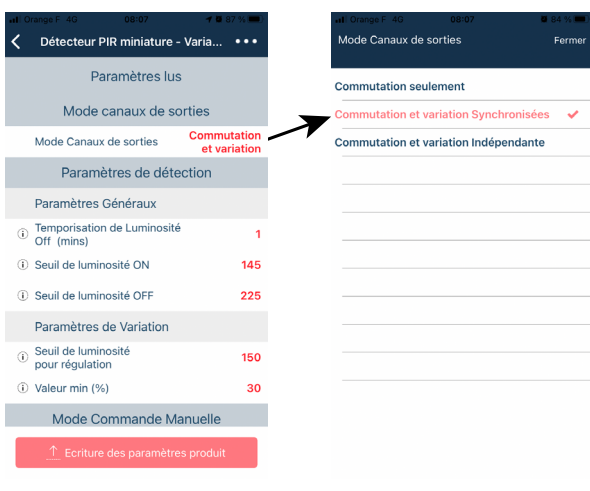 Orange F 4G 08:07 87 %
Détecteur PIR miniature - Varia...
Paramètres lus
Mode canaux de sorties
Mode Canaux de sorties
Commutation
et variation
Paramètres de détection
Paramètres Généraux
Temporisation de Luminosité
Off (mins)
1
Seuil de luminosité ON 145
Seuil de luminosité OFF 225
Paramètres de Variation
Seuil de luminosité
pour régulation
150
Valeur min (%) 30
Mode Commande Manuelle
Ecriture des paramètres produit
Orange F 4G 08:07 84 %
Mode Canaux de sorties Fermer
Commutation seulement
Commutation et variation Synchronisées
Commutation et variation Indépendante